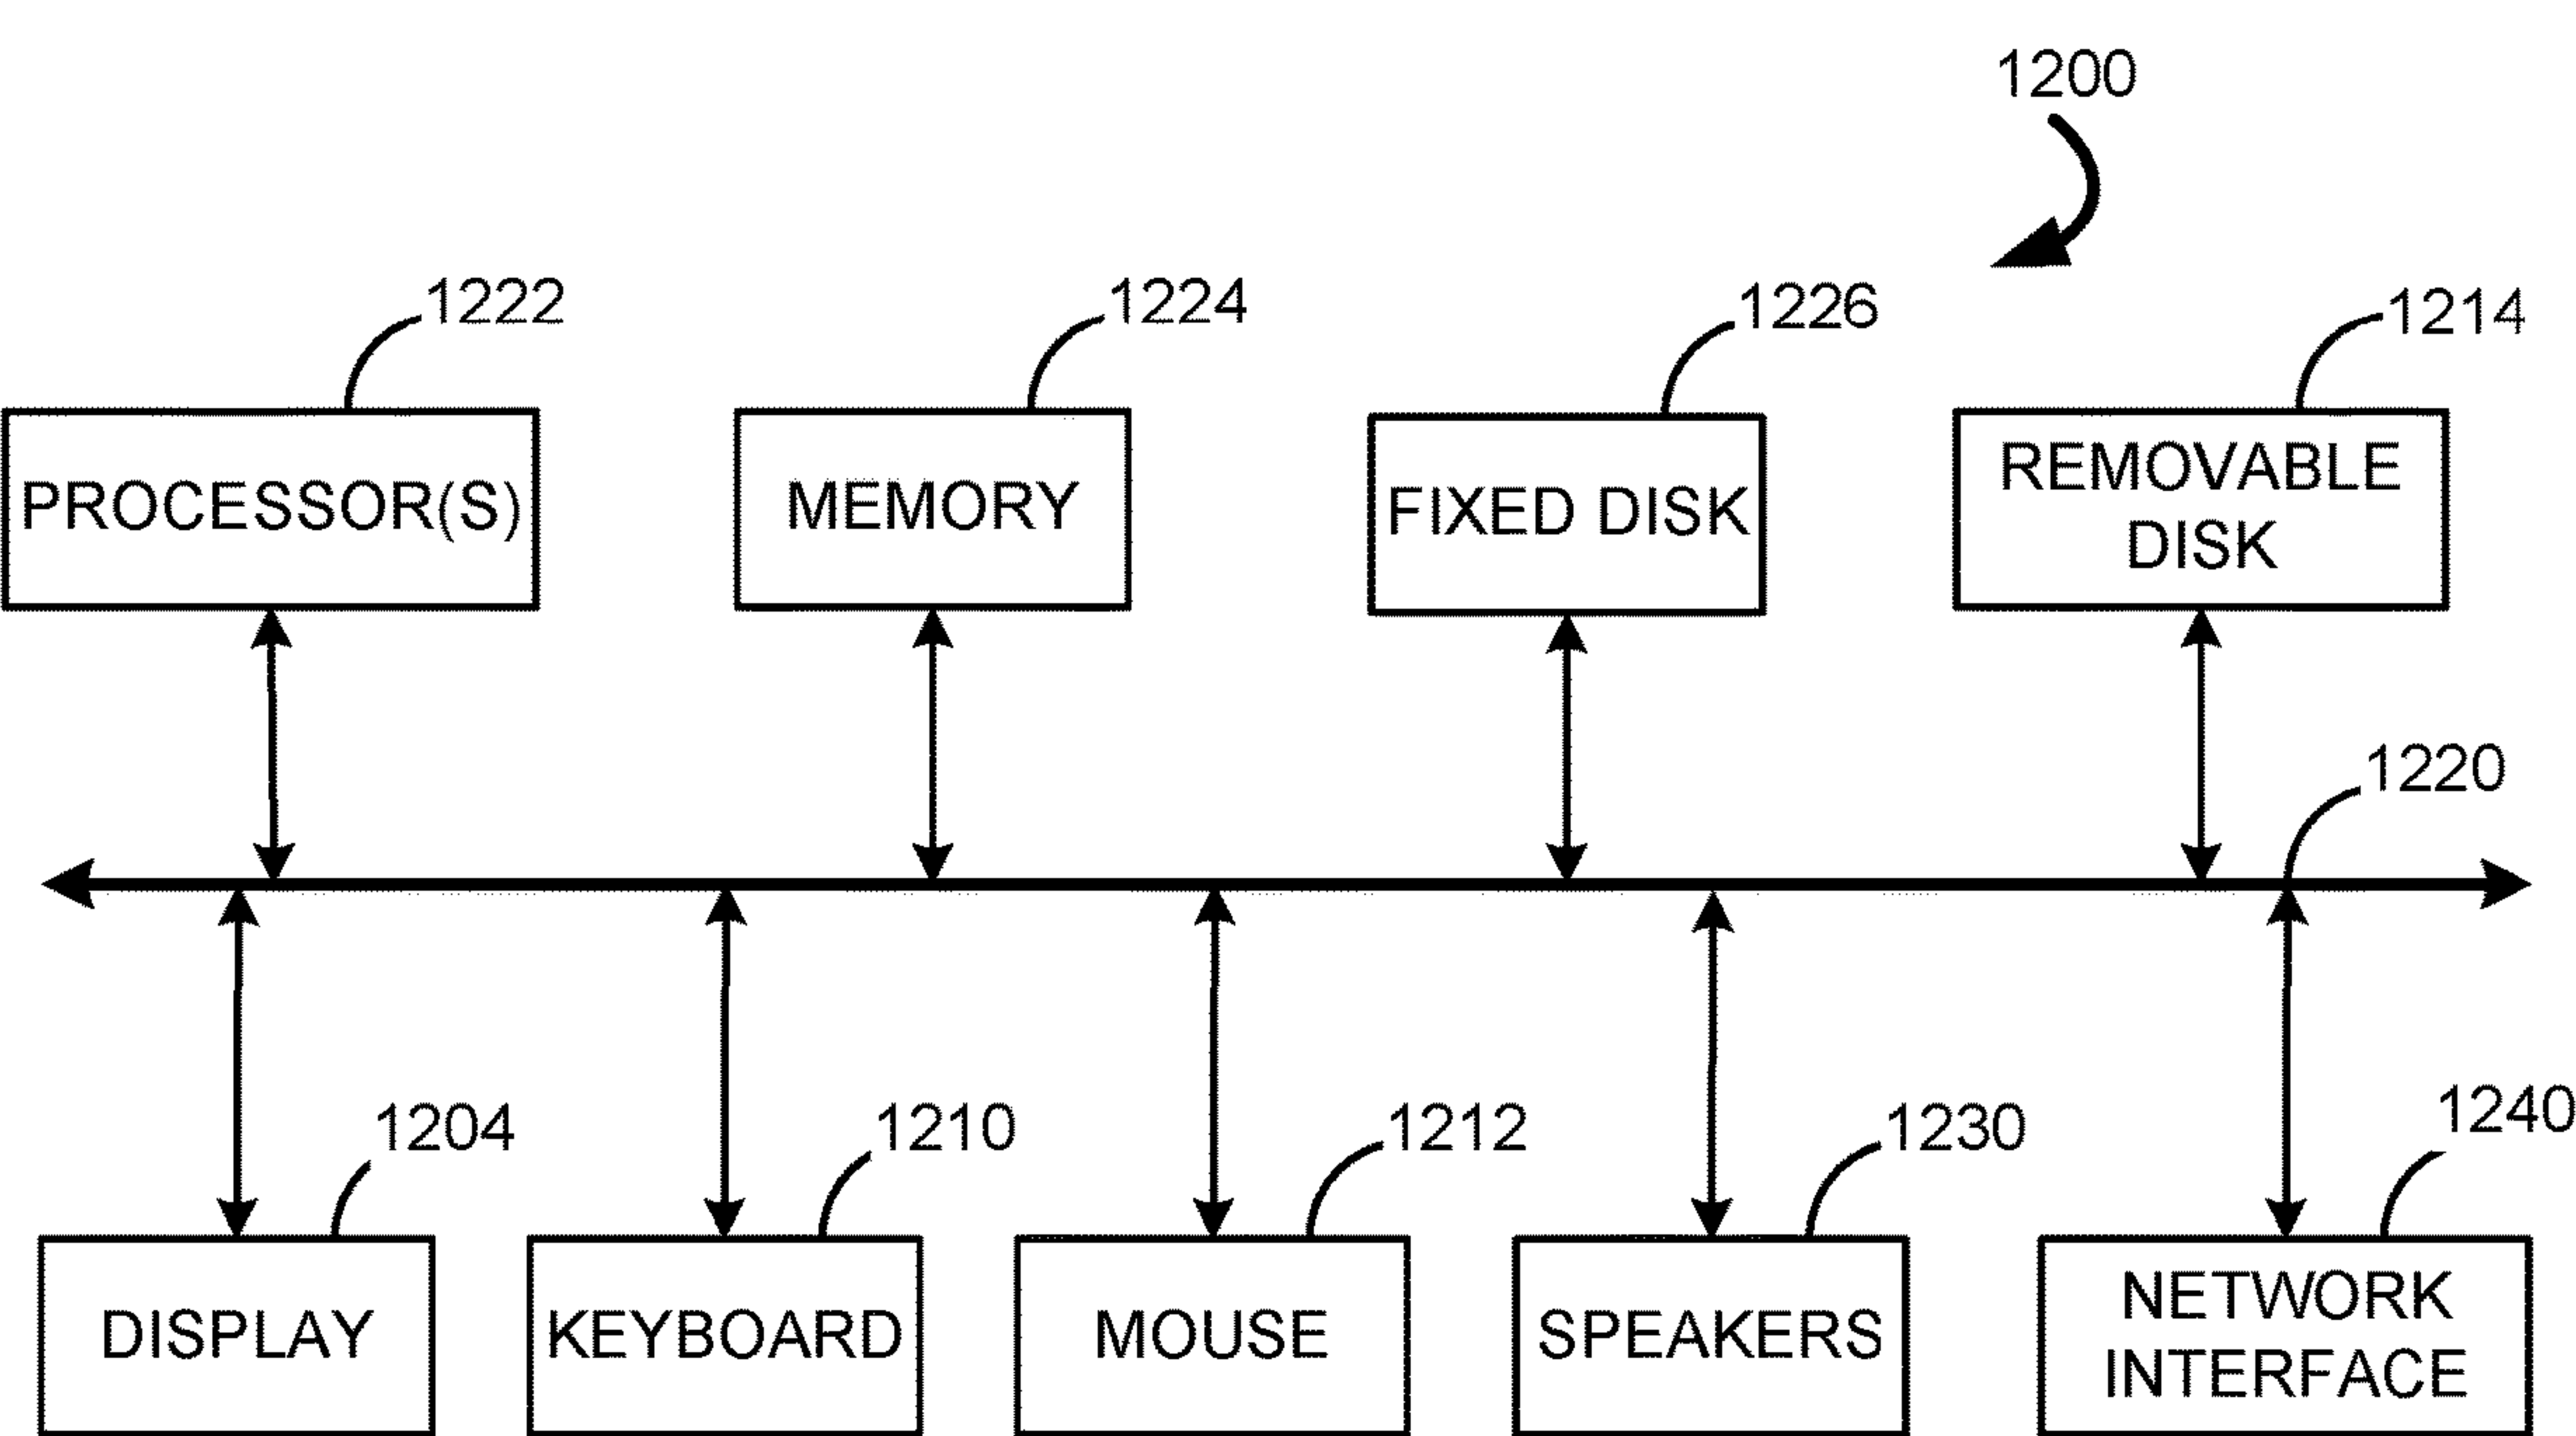 1200
1222
1224
1226
1214
PROCESSOR(S)
MEMORY
FIXED DISK
REMOVABLE
DISK
1220
1204
1210
1212
1230
1240
DISPLAY
KEYBOARD
MOUSE
SPEAKERS
NETWORK
INTERFACE